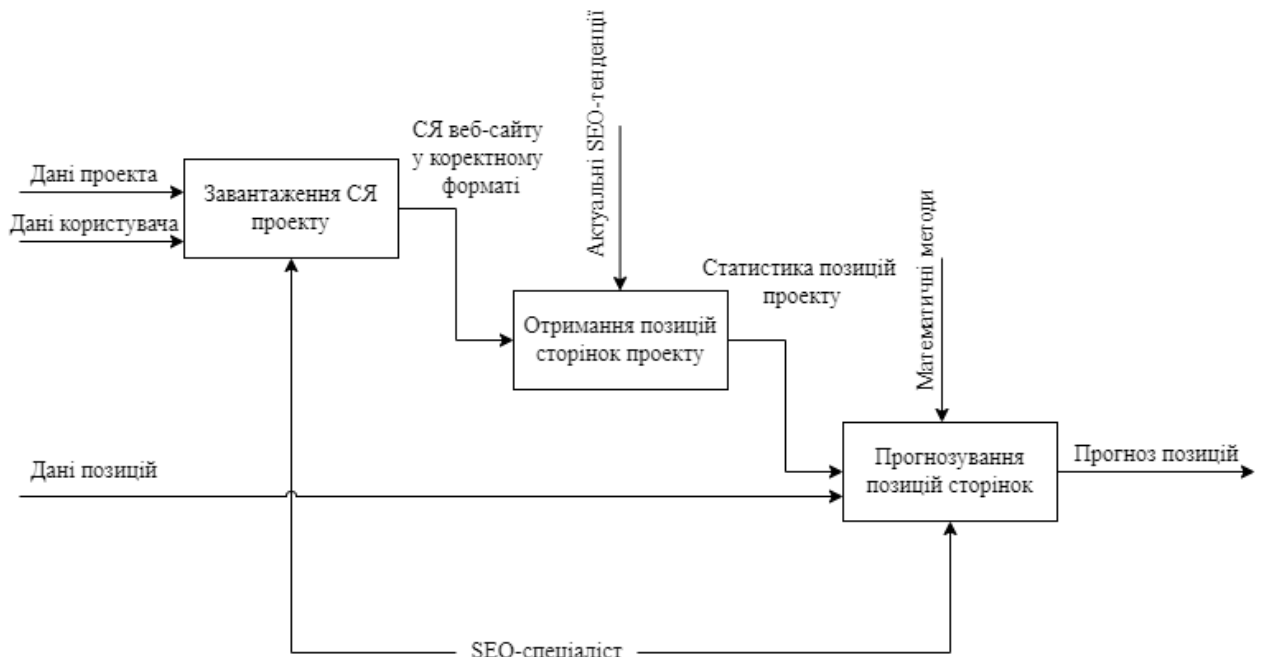 Актуальні SEO-тенденції
СЯ веб-сайту
у коректному
форматі
Дані проекта
Дані користувача
Завантаження СЯ
проекту
Математичні методи
Статистика позицій
проекту
Отримання позицій
сторінок проекту
Дані позицій
Прогнозування
позицій сторінок
Прогноз позицій
SEO-спеціаліст